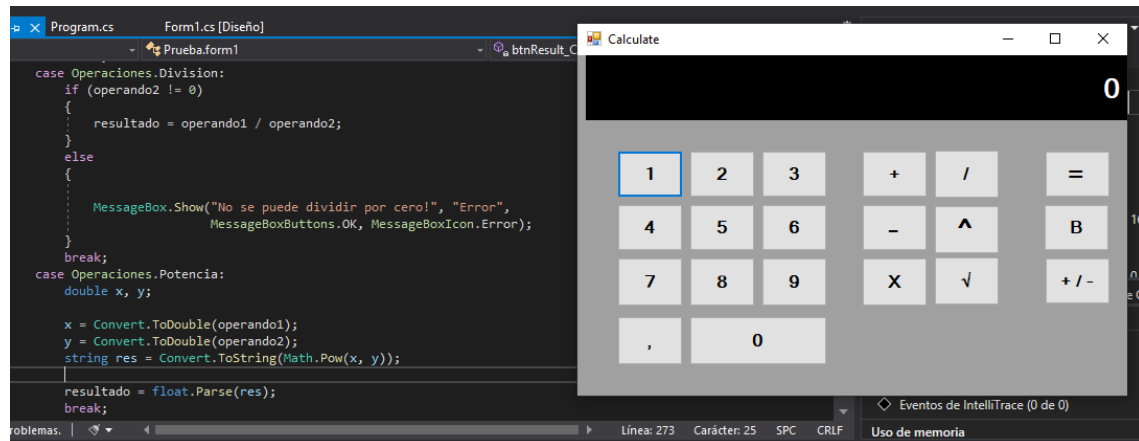 Program.cs Form1.cs [Diseño]
Prueba.form1 btnResult_C
case Operaciones.Division:
if (operando2 != 0)
{
resultado = operando1 / operando2;
}
else
{
MessageBox.Show("No se puede dividir por cero!", "Error",
MessageBoxButtons.OK, MessageBoxIcon.Error);
}
break;
case Operaciones.Potencia:
double x, y;
x = Convert.ToDouble(operando1);
y = Convert.ToDouble(operando2);
string res = Convert.ToString(Math.Pow(x, y));
resultado = float.Parse(res);
break;
roblemas.
Línea: 273 Carácter: 25 SPC CRLF
Calculate
0
1 2 3 + / =
4 5 6 - ^ B
7 8 9 X √ + / -
, 0
Eventos de IntelliTrace (0 de 0)
Uso de memoria